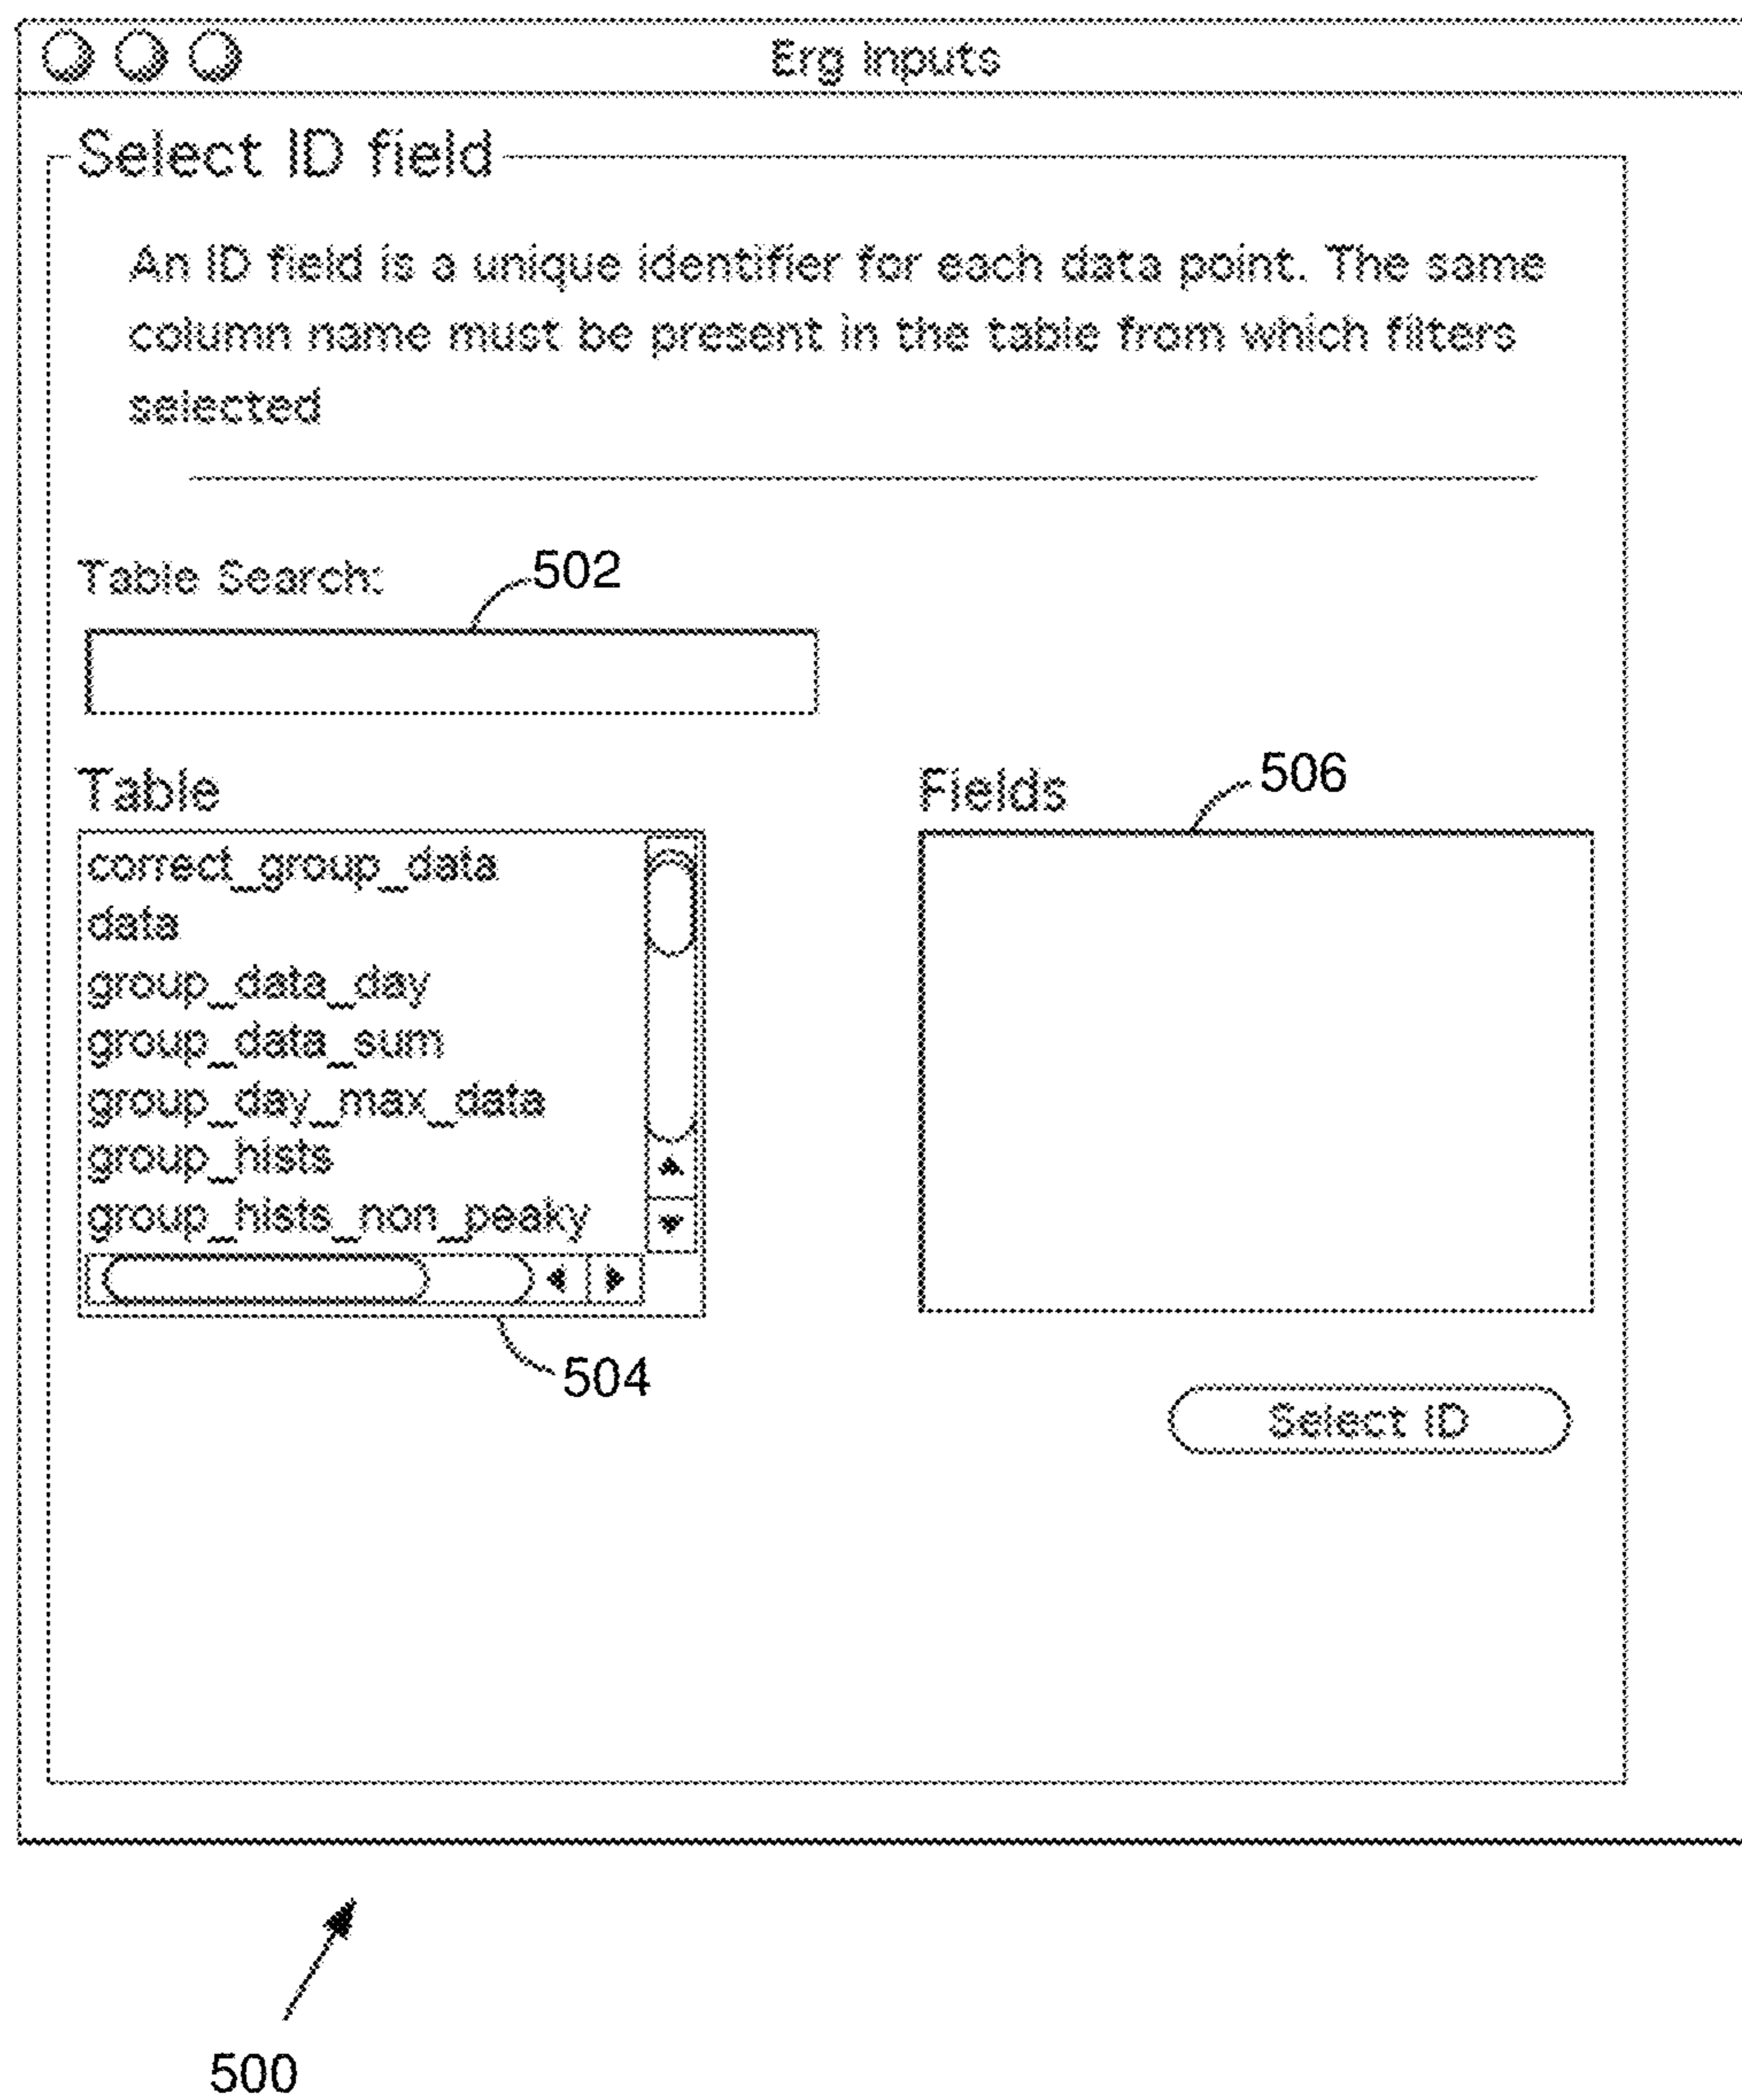 Erg Inputs
Select ID field
An ID field is a unique identifier for each data point. The same
column name must be present in the table from which filters
selected
Table Search:
502
Table
Fields
506
correct_group_data
data
group_data_day
group_data_sum
group_day_max_data
group_hists
group_hists_non_peaky
504
Select ID
500